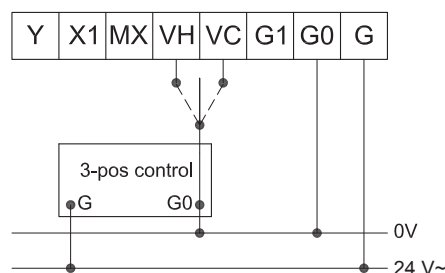 Y X1 MX VH VC G1 G0 G
3-pos control
G G0
0V
24 V~